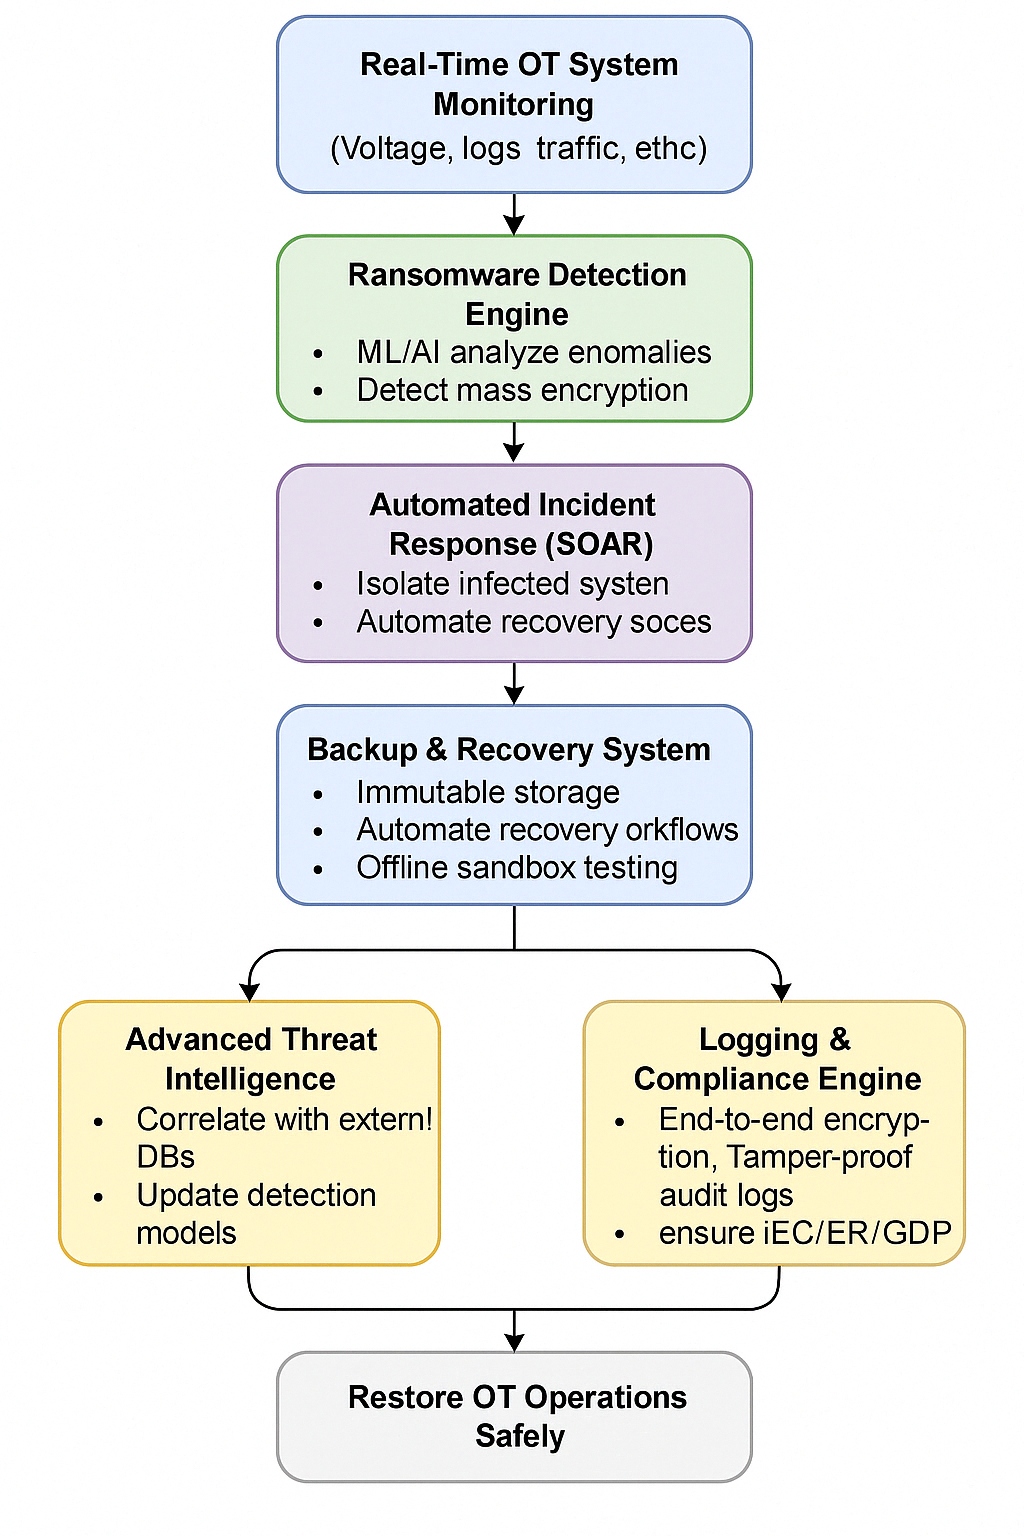 Real-Time OT System
Monitoring
(Voltage, logs traffic, ethc)
Ransomware Detection
Engine
• ML/AI analyze enomalies
• Detect mass encryption
Automated Incident
Response (SOAR)
• Isolate infected systen
• Automate recovery soces
Backup & Recovery System
• Immutable storage
• Automate recovery orkflows
• Offline sandbox testing
Advanced Threat
Intelligence
• Correlate with extern!
DBs
• Update detection
models
Logging &
Compliance Engine
• End-to-end encryp-
tion, Tamper-proof
audit logs
• ensure iEC/ER/GDP
Restore OT Operations
Safely